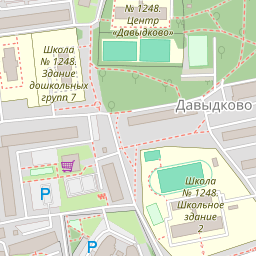 № 1248.
Центр
«Давыдково»
Школа
№ 1248.
Здание
дошкольных
групп 7
Давыдково
Школа
№ 1248.
Школьное
здание
2
P
P